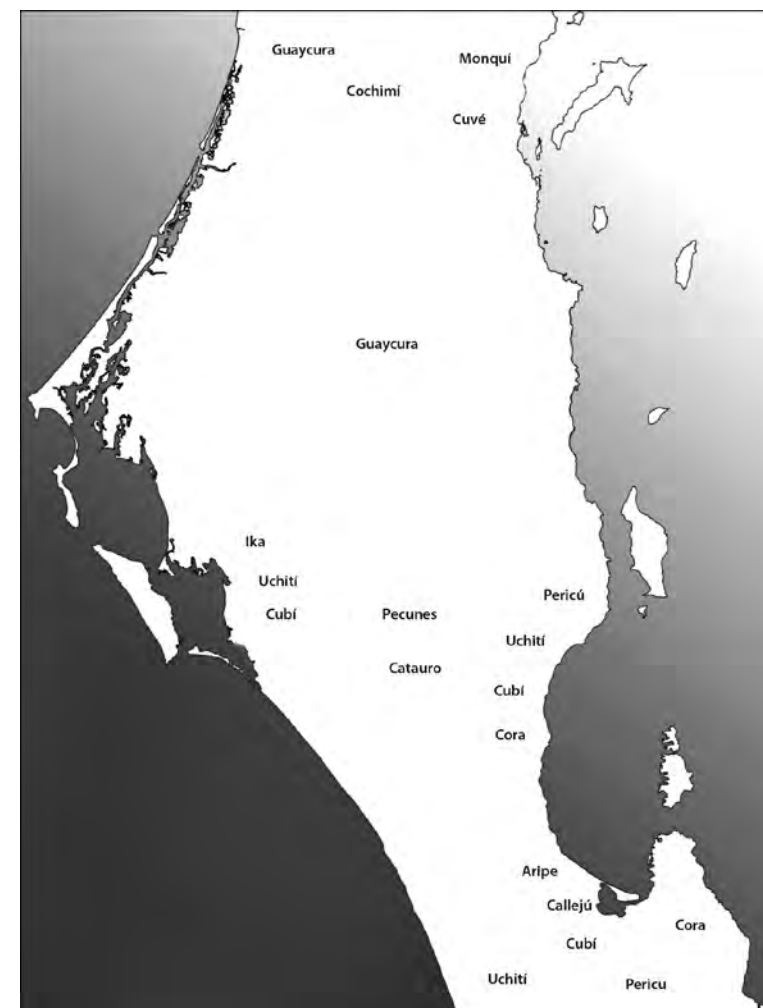 Guaycura
Monquí
Cochimí
Cuvé
Guaycura
Ika
Uchití
Pericú
Cubí
Pecunes
Uchití
Catauro
Cubí
Cora
Aripe
Callejú
Cora
Cubí
Uchití
Pericu